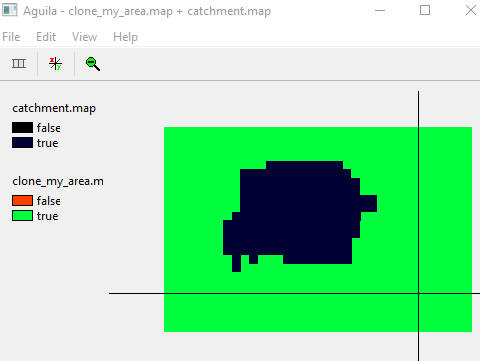 Aguila - clone_my_area.map + catchment.map
File Edit View Help
x
y
catchment.map
false
true
clone_my_area.m
false
true